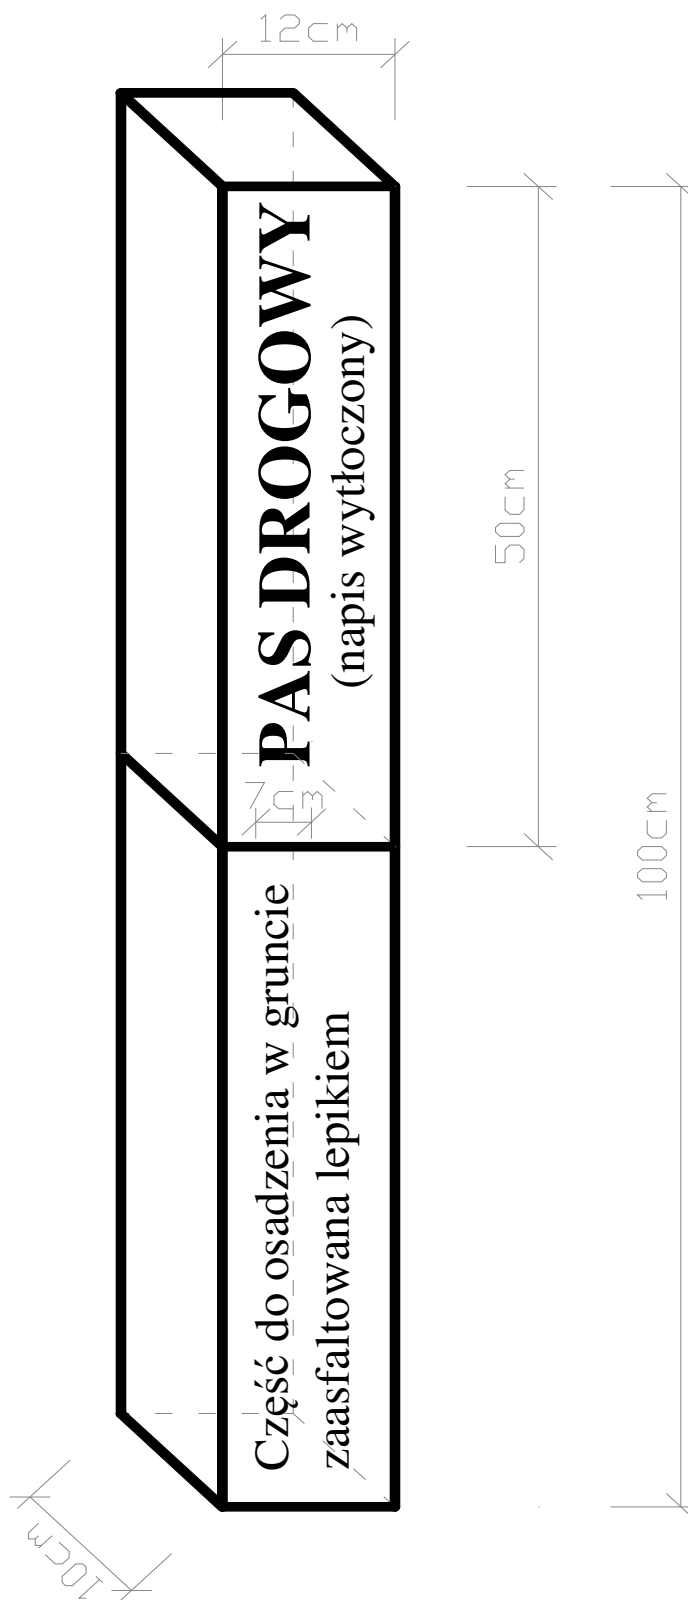 12cm
PAS DROGOWY
(napis wytłoczony)
50cm
7cm
100cm
Część do osadzenia w gruncie
zaasfaltowana lepikiem
10cm